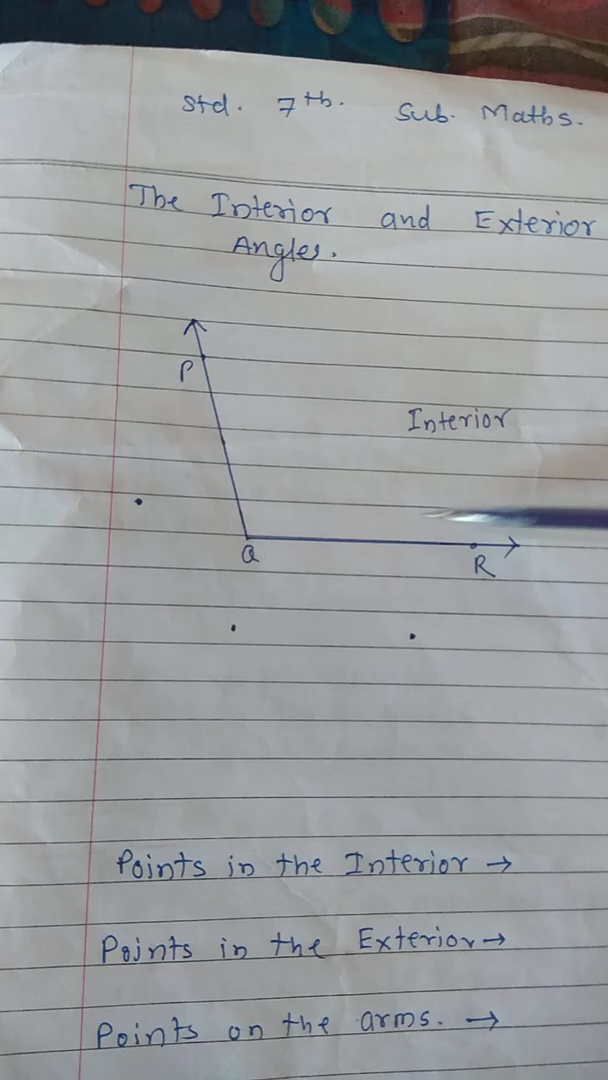 Std. 7th. Sub. Maths.
The Interior and Exterior
Angles.
P
Interior
Q
R
Points in the Interior →
Points in the Exterior →
Points on the arms. →